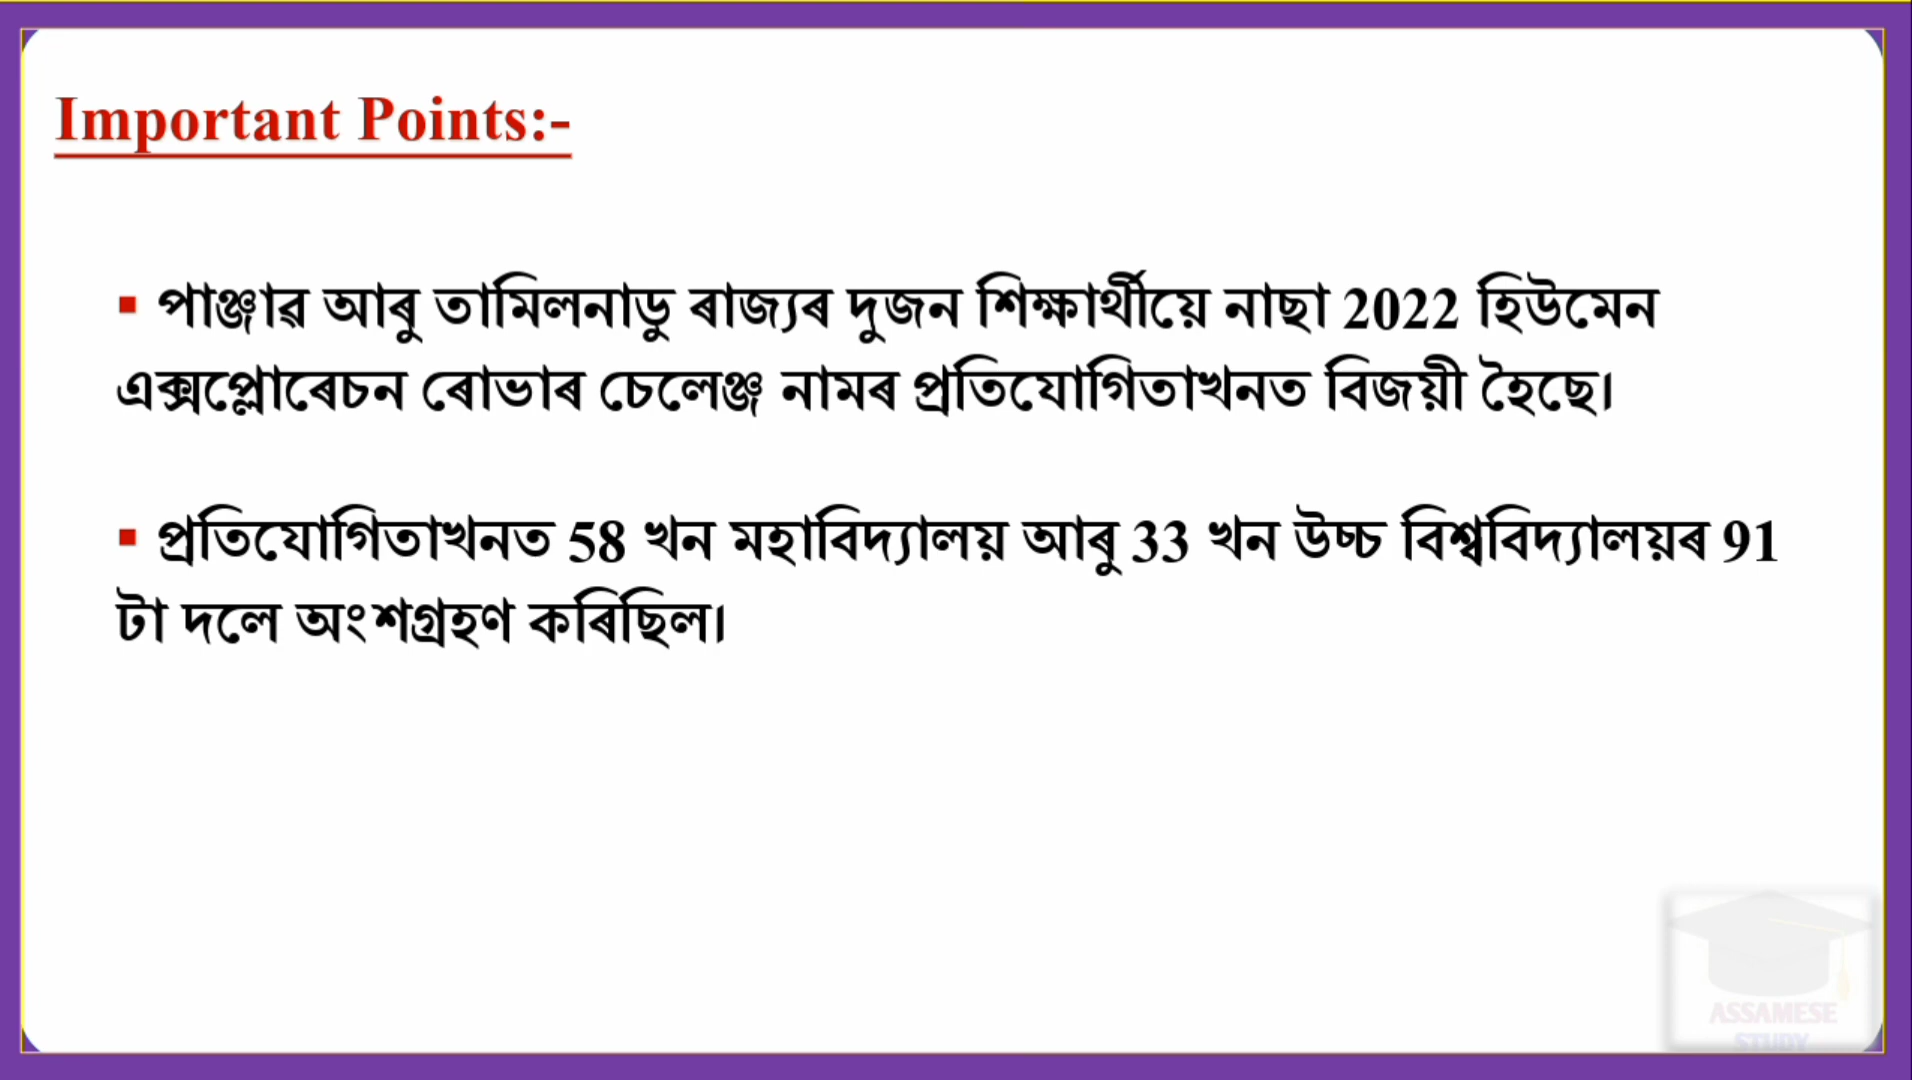 Important Points:-
▪ পাঞ্জাৱ আৰু তামিলনাডু ৰাজ্যৰ দুজন শিক্ষাৰ্থীয়ে নাছা 2022 হিউমেন
এক্সপ্লোৰেচন ৰোভাৰ চেলেঞ্জ নামৰ প্ৰতিযোগিতাখনত বিজয়ী হৈছে।
▪ প্ৰতিযোগিতাখনত 58 খন মহাবিদ্যালয় আৰু 33 খন উচ্চ বিশ্ববিদ্যালয়ৰ 91
টা দলে অংশগ্ৰহণ কৰিছিল।
ASSAMESE
STUDY